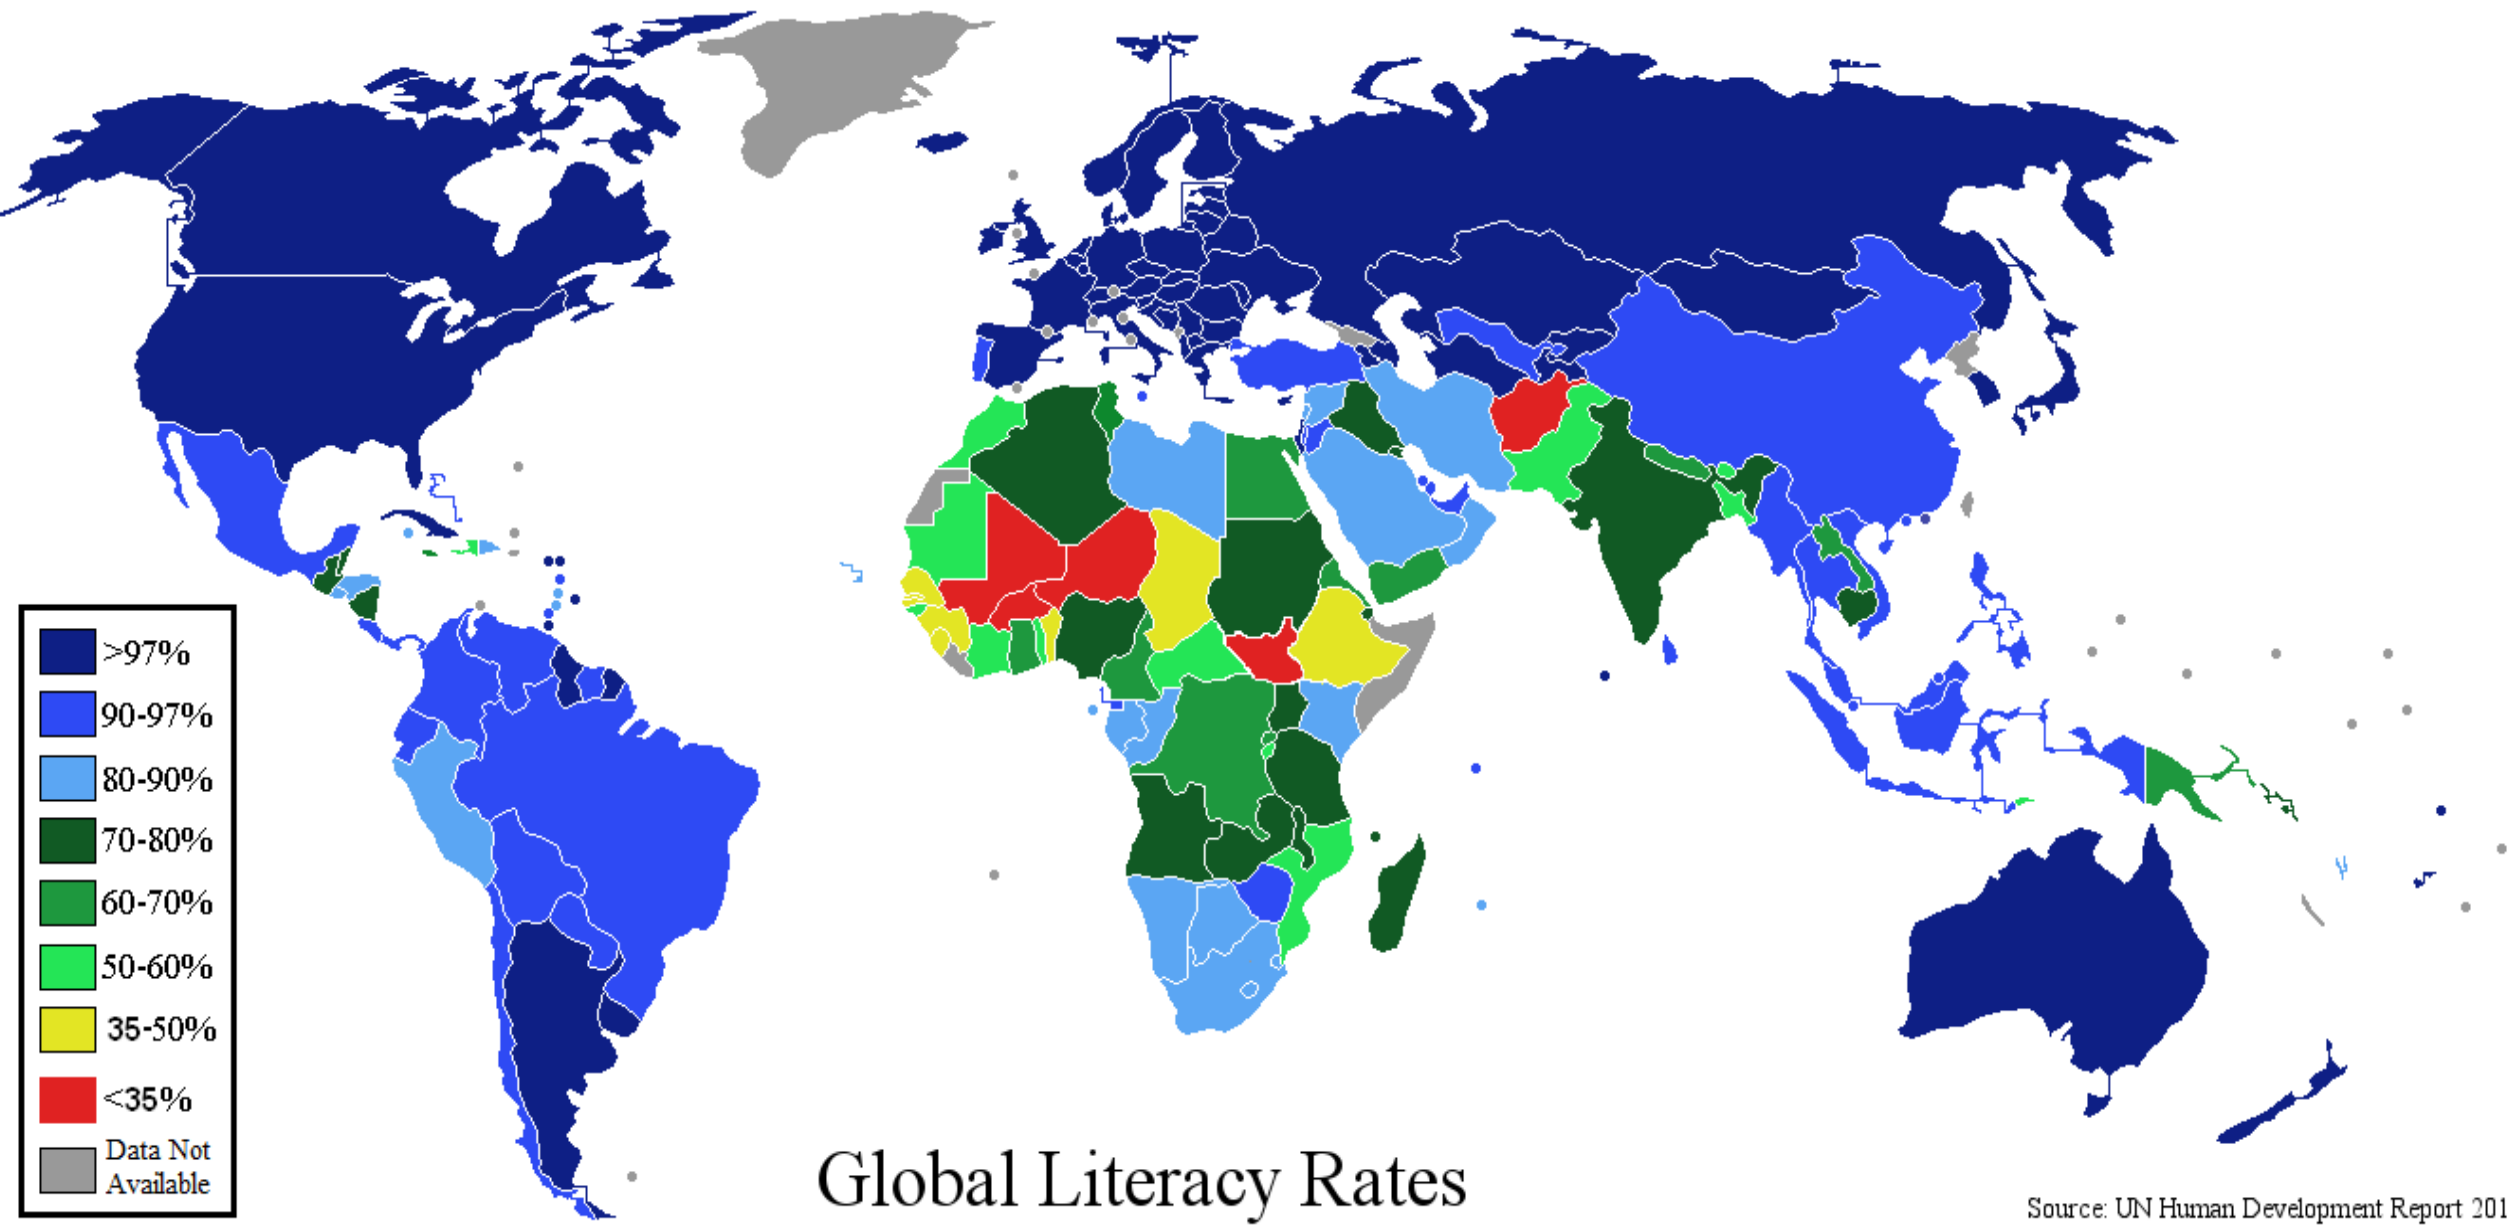 >97%
90-97%
80-90%
70-80%
60-70%
50-60%
35-50%
<35%
Data Not
Available
Global Literacy Rates
Source: UN Human Development Report 201